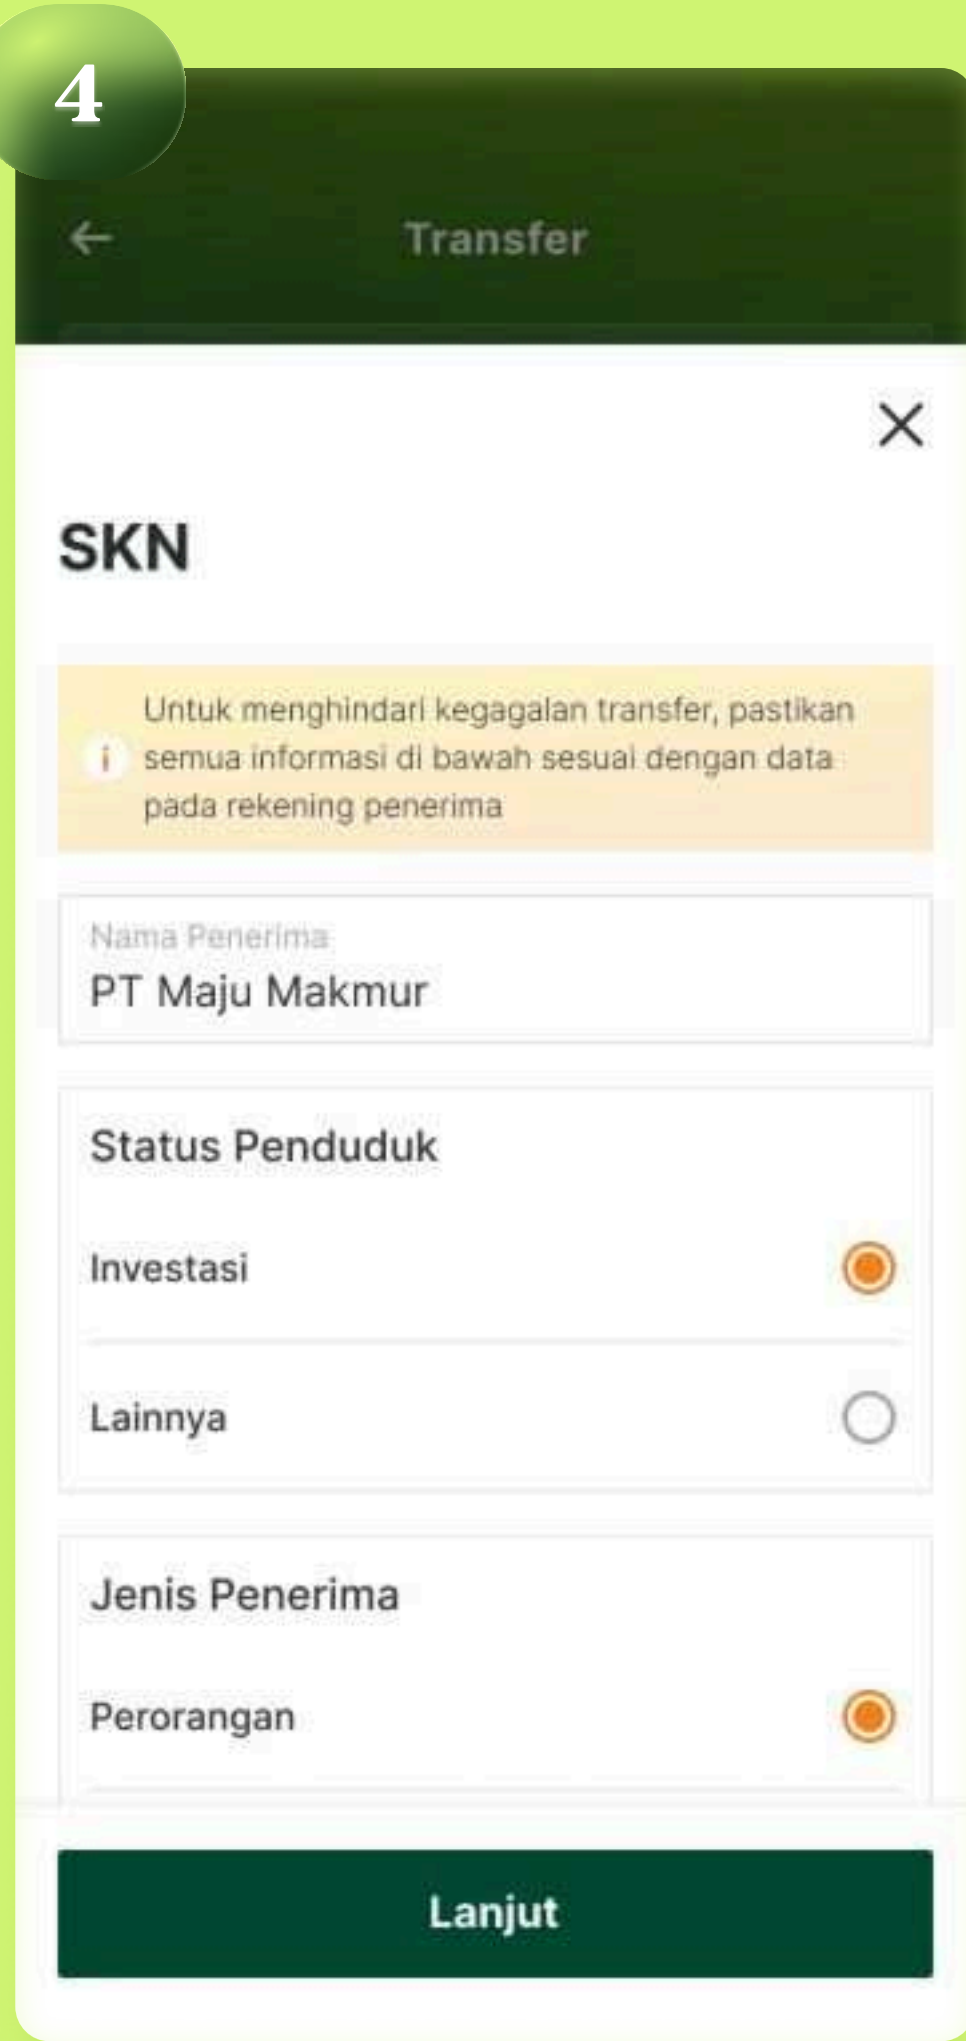 4
Transfer
SKN
Untuk menghindari kegagalan transfer, pastikan
semua informasi di bawah sesuai dengan data
pada rekening penerima
Nama Penerima
PT Maju Makmur
Status Penduduk
Investasi
Lainnya
Jenis Penerima
Perorangan
Lanjut